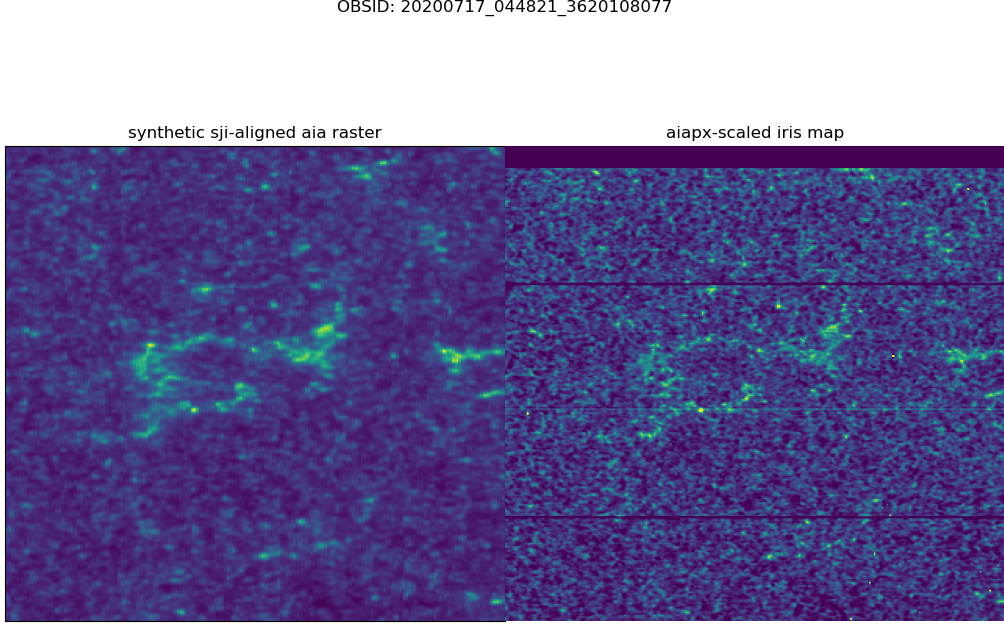 OBSID: 20200717_044821_3620108077
synthetic sji-aligned aia raster
aiapx-scaled iris map